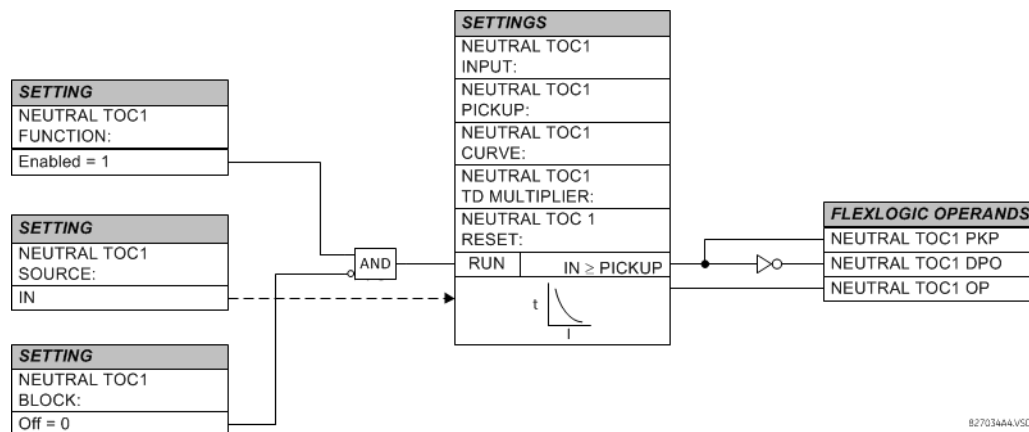 SETTING
NEUTRAL TOC1
FUNCTION:
Enabled = 1
SETTING
NEUTRAL TOC1
SOURCE:
IN
SETTING
NEUTRAL TOC1
BLOCK:
Off = 0
AND
SETTINGS
NEUTRAL TOC1
INPUT:
NEUTRAL TOC1
PICKUP:
NEUTRAL TOC1
CURVE:
NEUTRAL TOC1
TD MULTIPLIER:
NEUTRAL TOC 1
RESET:
RUN
IN ≥ PICKUP
t
I
FLEXLOGIC OPERANDS
NEUTRAL TOC1 PKP
NEUTRAL TOC1 DPO
NEUTRAL TOC1 OP
827034A4.VSD